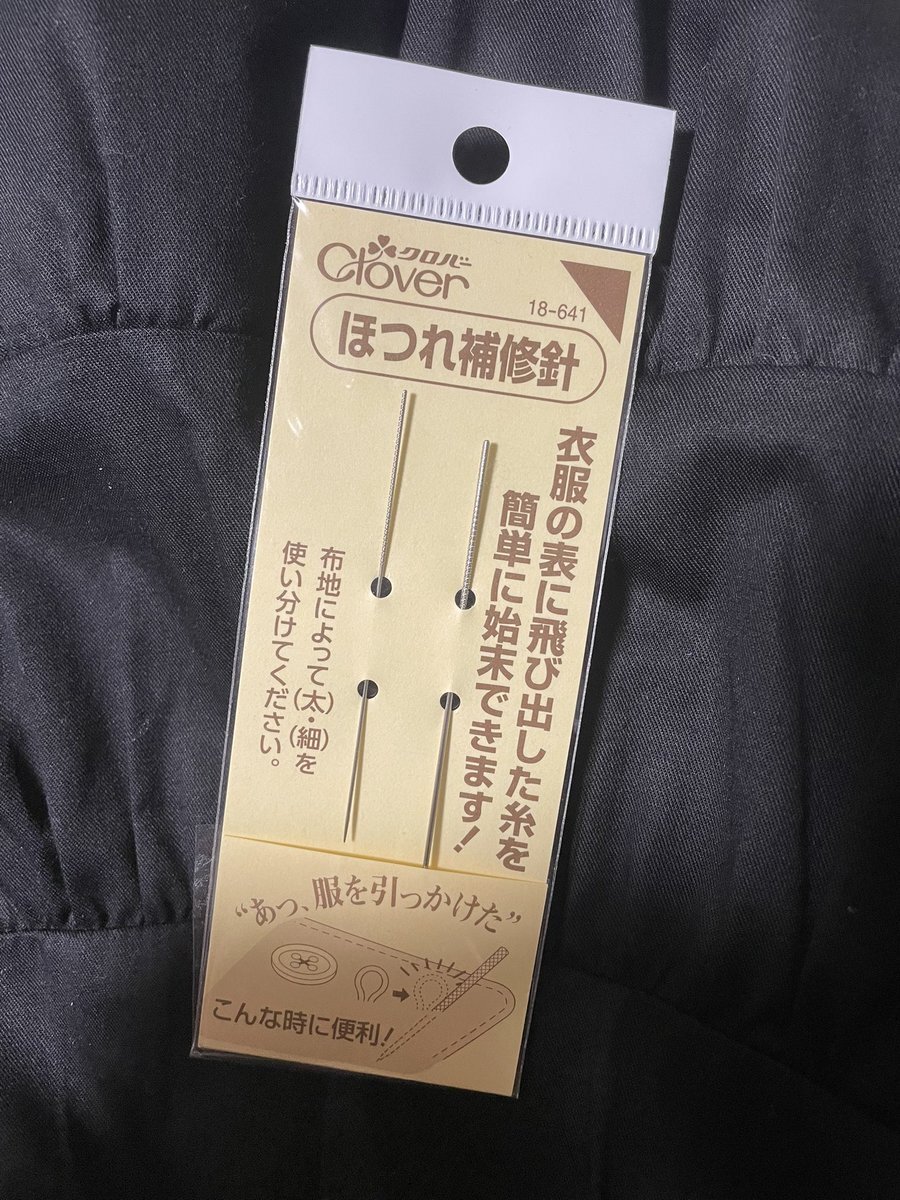 クロバー
Clover
18-641
ほつれ補修針
衣服の表に飛び出した糸を
簡単に始末できます!
布地によって(太)・(細)を
使い分けてください。
“あっ、服を引っかけた”
こんな時に便利!